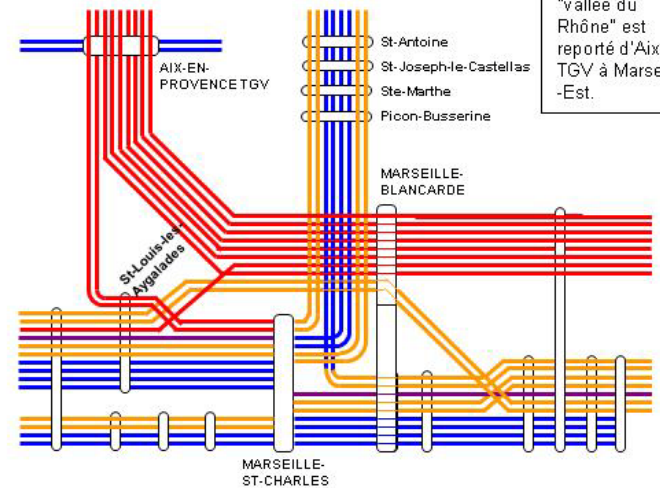 "Vallée du
Rhône" est
reporté d'Aix
TGV à Marse
-Est.
St-Antoine
St-Joseph-le-Castellas
Ste-Marthe
Picon-Busserine
AIX-EN-
PROVENCE TGV
MARSEILLE-
BLANCARDE
St-Louis-les-
Aygalades
MARSEILLE-
ST-CHARLES